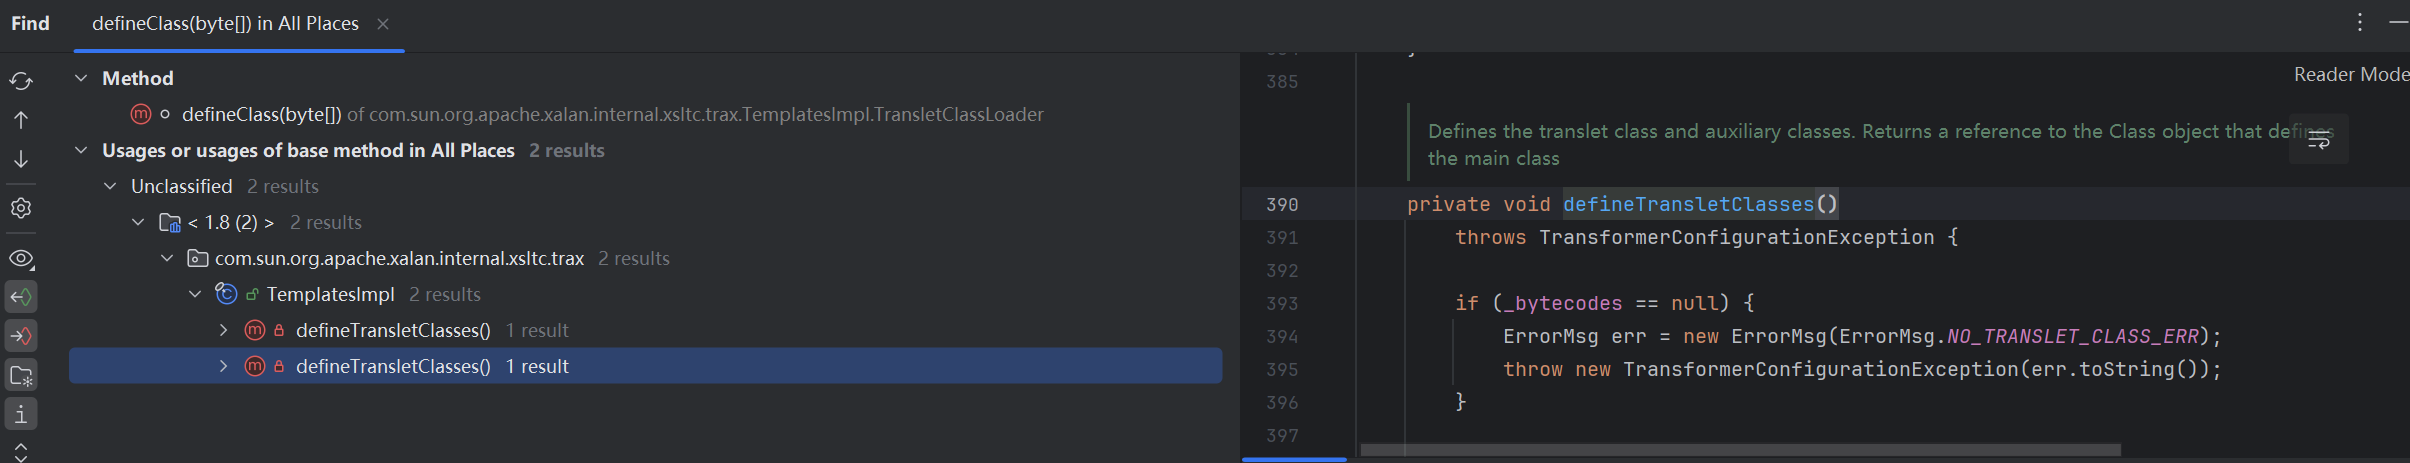 Find
defineClass(byte[]) in All Places
Method
defineClass(byte[]) of com.sun.org.apache.xalan.internal.xsltc.trax.TemplatesImpl.TransletClassLoader
Usages or usages of base method in All Places 2 results
Unclassified 2 results
< 1.8 (2) > 2 results
com.sun.org.apache.xalan.internal.xsltc.trax 2 results
TemplatesImpl 2 results
defineTransletClasses() 1 result
defineTransletClasses() 1 result
385
Reader Mode
Defines the translet class and auxiliary classes. Returns a reference to the Class object that defines
the main class
390 private void defineTransletClasses()
391 throws TransformerConfigurationException {
392
393 if (_bytecodes == null) {
394 ErrorMsg err = new ErrorMsg(ErrorMsg.NO_TRANSLET_CLASS_ERR);
395 throw new TransformerConfigurationException(err.toString());
396 }
397